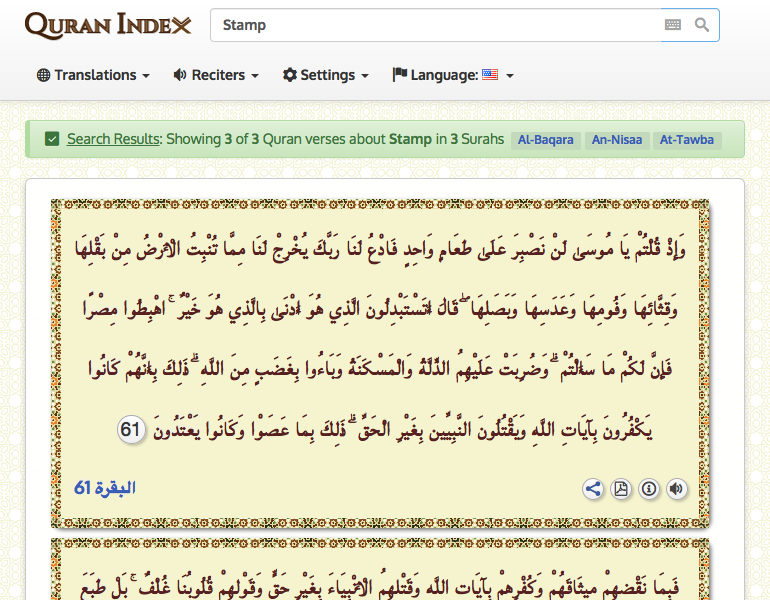 QURAN INDEX
Stamp
Translations
Reciters
Settings
Language:
Search Results: Showing 3 of 3 Quran verses about Stamp in 3 Surahs Al-Baqara An-Nisaa At-Tawba
وَإِذْ قُلْتُمْ يَا مُوسَىٰ لَنْ نَصْبِرَ عَلَىٰ طَعَامٍ وَاحِدٍ فَادْعُ لَنَا رَبَّكَ يُخْرِجْ لَنَا مِمَّا تُنْبِتُ الْأَرْضُ مِنْ بَقْلِهَا
وَقِثَّائِهَا وَفُومِهَا وَعَدَسِهَا وَبَصَلِهَا ۖ قَالَ أَتَسْتَبْدِلُونَ الَّذِي هُوَ أَدْنَىٰ بِالَّذِي هُوَ خَيْرٌ ۚ اهْبِطُوا مِصْرًا
فَإِنَّ لَكُمْ مَا سَأَلْتُمْ ۗ وَضُرِبَتْ عَلَيْهِمُ الذِّلَّةُ وَالْمَسْكَنَةُ وَبَاءُوا بِغَضَبٍ مِنَ اللَّهِ ۗ ذَٰلِكَ بِأَنَّهُمْ كَانُوا
يَكْفُرُونَ بِآيَاتِ اللَّهِ وَيَقْتُلُونَ النَّبِيِّينَ بِغَيْرِ الْحَقِّ ۗ ذَٰلِكَ بِمَا عَصَوْا وَكَانُوا يَعْتَدُونَ 61
البقرة 61
فَبِمَا نَقْضِهِمْ مِيثَاقَهُمْ وَكُفْرِهِمْ بِآيَاتِ اللَّهِ وَقَتْلِهِمُ الْأَنْبِيَاءَ بِغَيْرِ حَقٍّ وَقَوْلِهِمْ قُلُوبُنَا غُلْفٌ ۚ بَلْ طَبَعَ